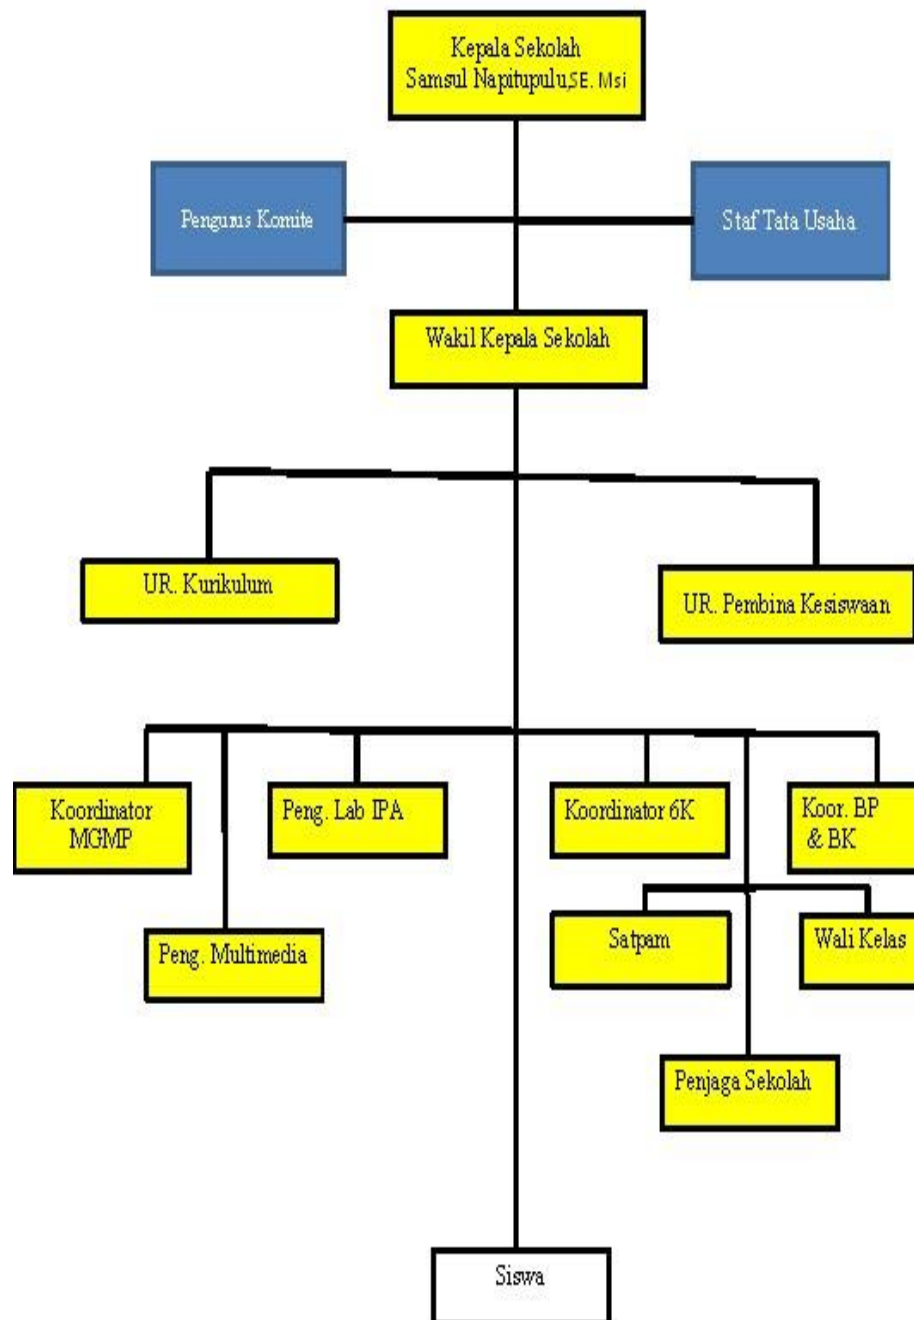 Kepala Sekolah
Samsul Napitupulu,SE. Msi
Pengurus Komite
Staf Tata Usaha
Wakil Kepala Sekolah
UR. Kurikulum
UR. Pembina Kesiswaan
Koordinator
MGMP
Peng. Lab IPA
Koordinator 6K
Koor. BP
& BK
Peng. Multimedia
Satpam
Wali Kelas
Penjaga Sekolah
Siswa